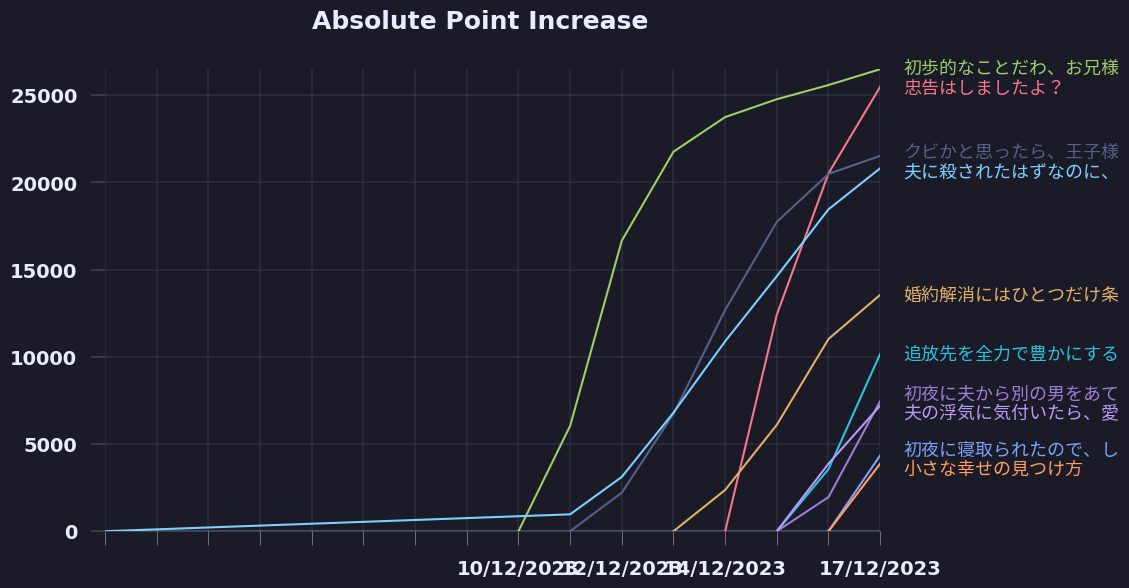 Absolute Point Increase
初歩的なことだわ、お兄様
忠告はしましたよ？
25000
クビかと思ったら、王子様
夫に殺されたはずなのに、
20000
15000
婚約解消にはひとつだけ条
追放先を全力で豊かにする
10000
初夜に夫から別の男をあて
夫の浮気に気付いたら、愛
5000
初夜に寝取られたので、し
小さな幸せの見つけ方
0
10/12/2023
12/12/2023
14/12/2023
17/12/2023